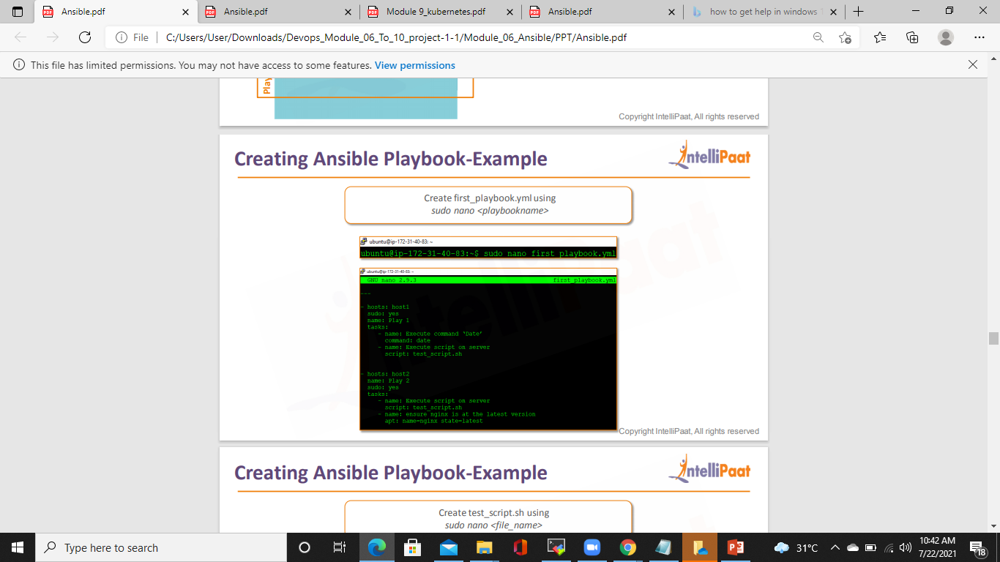 Ansible.pdf
Ansible.pdf
Module 9_kubernetes.pdf
Ansible.pdf
how to get help in windows
File
C:/Users/User/Downloads/Devops_Module_06_To_10_project-1-1/Module_06_Ansible/PPT/Ansible.pdf
This file has limited permissions. You may not have access to some features. View permissions
Play
Copyright IntelliPaat, All rights reserved
Creating Ansible Playbook-Example
IntelliPaat
Create first_playbook.yml using
sudo nano <playbookname>
ubuntu@ip-172-31-40-83: ~
ubuntu@ip-172-31-40-83:~$ sudo nano first_playbook.yml
ubuntu@ip-172-31-40-83: ~
GNU nano 2.9.3 first_playbook.yml
---
- hosts: host1
sudo: yes
name: Play 1
tasks:
- name: Execute command ‘Date’
command: date
- name: Execute script on server
script: test_script.sh
- hosts: host2
name: Play 2
sudo: yes
tasks:
- name: Execute script on server
script: test_script.sh
- name: ensure nginx is at the latest version
apt: name=nginx state=latest
Copyright IntelliPaat, All rights reserved
Creating Ansible Playbook-Example
IntelliPaat
Create test_script.sh using
sudo nano <file_name>
Type here to search
31°C
10:42 AM
7/22/2021
18